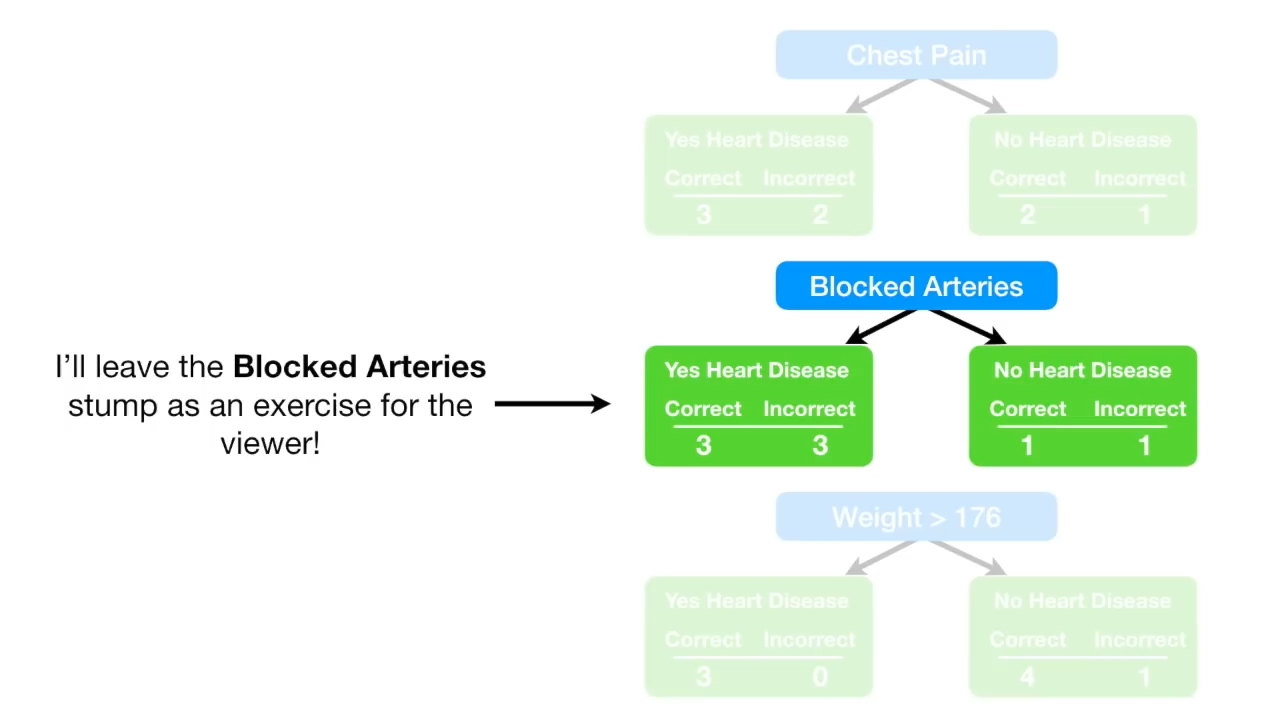 Chest Pain
Yes Heart Disease
Correct Incorrect
3 2
No Heart Disease
Correct Incorrect
2 1
I’ll leave the Blocked Arteries
stump as an exercise for the
viewer!
Blocked Arteries
Yes Heart Disease
Correct Incorrect
3 3
No Heart Disease
Correct Incorrect
1 1
Weight > 176
Yes Heart Disease
Correct Incorrect
3 0
No Heart Disease
Correct Incorrect
4 1